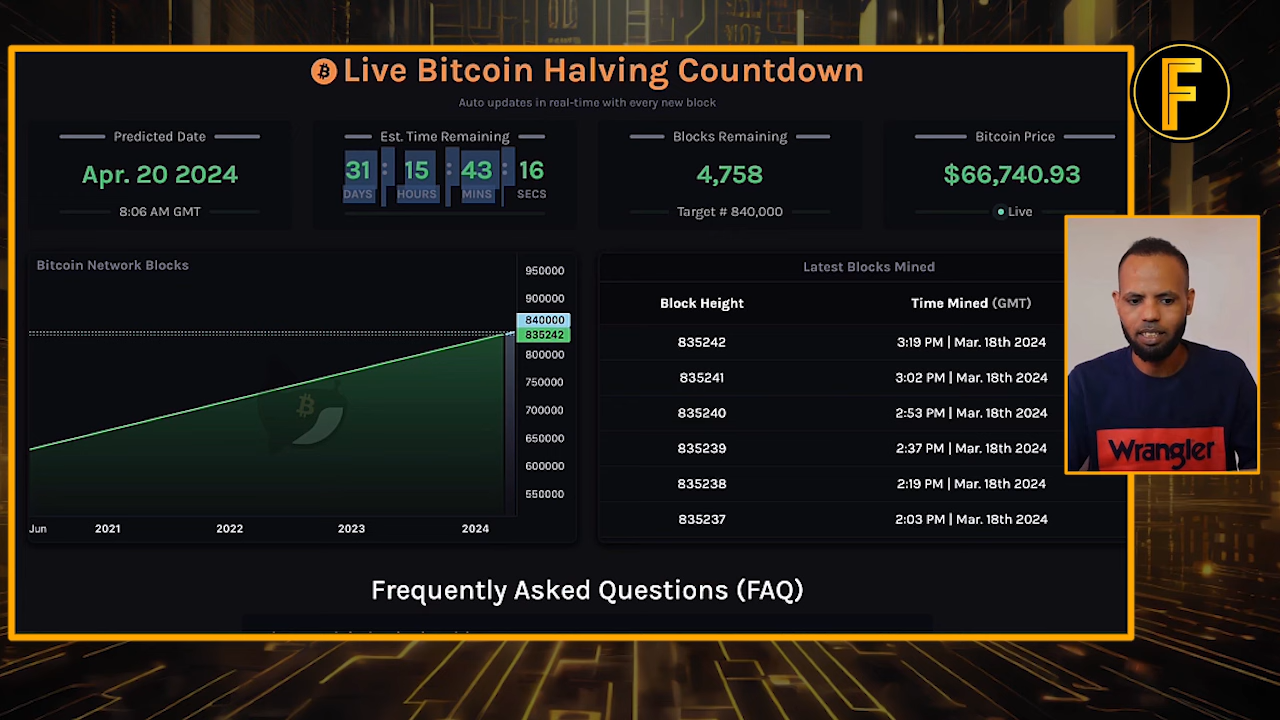 Live Bitcoin Halving Countdown
Auto updates in real-time with every new block
Predicted Date
Apr. 20 2024
8:06 AM GMT
Est. Time Remaining
31 : 15 : 43 : 16
DAYS HOURS MINS SECS
Blocks Remaining
4,758
Target # 840,000
Bitcoin Price
$66,740.93
Live
F
Bitcoin Network Blocks
950000
900000
840000
835242
800000
750000
700000
650000
600000
550000
Jun 2021 2022 2023 2024
Latest Blocks Mined
Block Height Time Mined (GMT)
835242 3:19 PM | Mar. 18th 2024
835241 3:02 PM | Mar. 18th 2024
835240 2:53 PM | Mar. 18th 2024
835239 2:37 PM | Mar. 18th 2024
835238 2:19 PM | Mar. 18th 2024
835237 2:03 PM | Mar. 18th 2024
Wrangler
Frequently Asked Questions (FAQ)